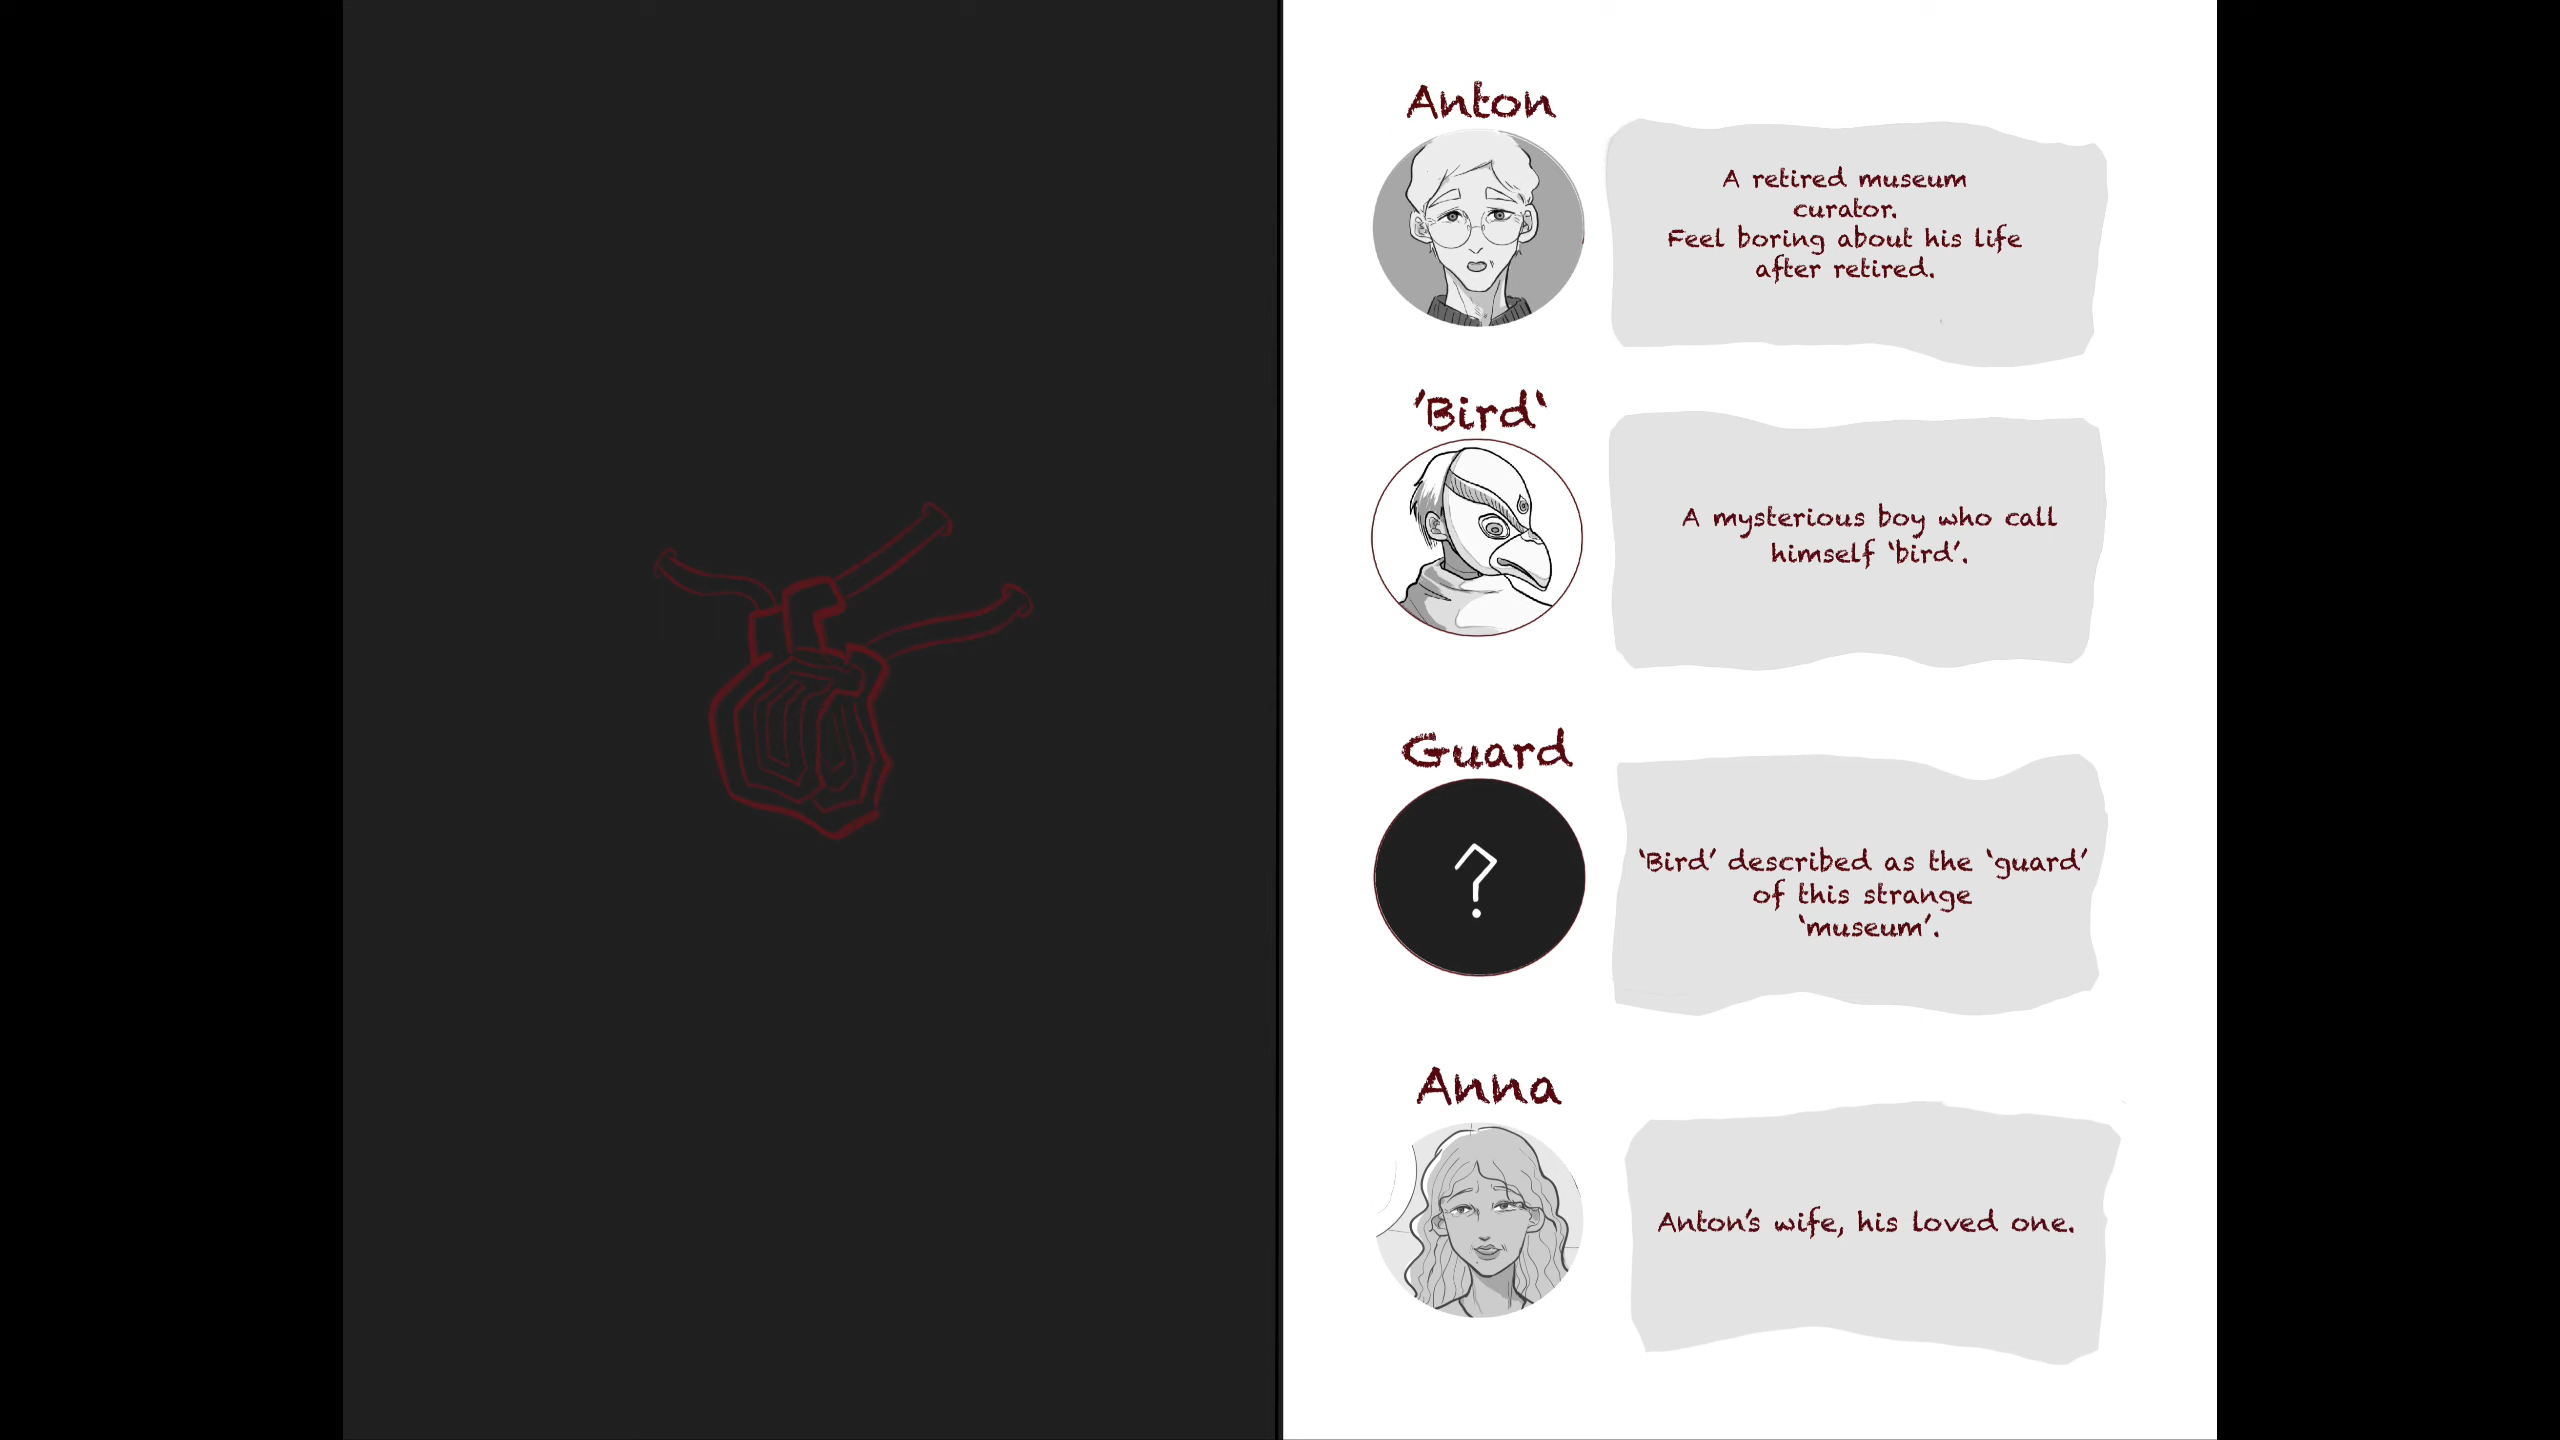 Anton
A retired museum
curator.
Feel boring about his life
after retired.
'Bird‘
A mysterious boy who call
himself ‘bird’.
Guard
?
‘Bird’ described as the ‘guard’
of this strange
‘museum’.
Anna
Anton’s wife, his loved one.